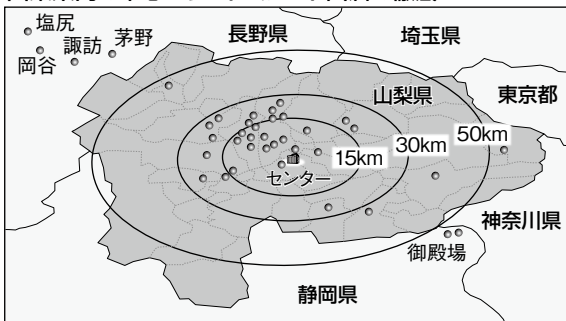 塩尻
岡谷
諏訪
茅野
長野県
埼玉県
山梨県
東京都
50km
30km
15km
センター
神奈川県
御殿場
静岡県